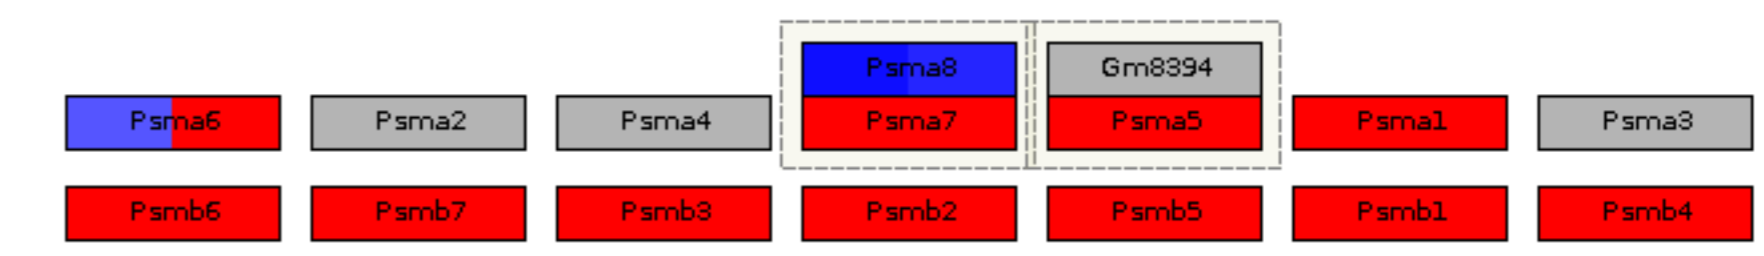 Psma8 Gm8394
Psma6 Psma2 Psma4 Psma7 Psma5 Psma1 Psma3
Psmb6 Psmb7 Psmb3 Psmb2 Psmb5 Psmb1 Psmb4